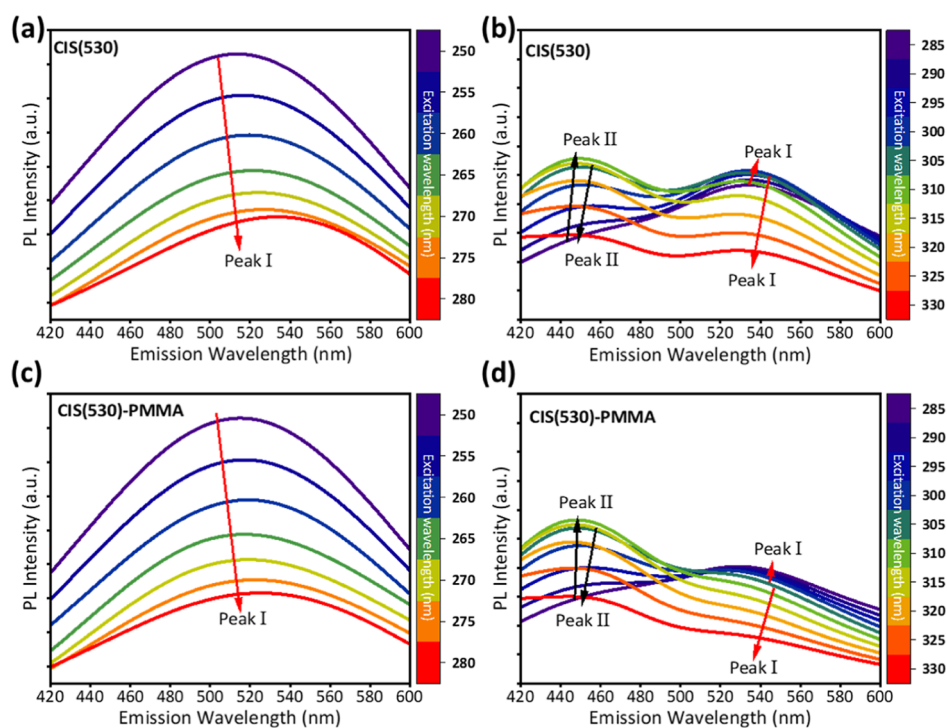 (a)
CIS(530)
PL Intensity (a.u.)
Peak I
420 440 460 480 500 520 540 560 580 600
Emission Wavelength (nm)
Excitation wavelength (nm)
250
255
260
265
270
275
280
(b)
CIS(530)
PL Intensity (a.u.)
Peak II
Peak I
Peak II
Peak I
420 440 460 480 500 520 540 560 580 600
Emission Wavelength (nm)
Excitation wavelength (nm)
285
290
295
300
305
310
315
320
325
330
(c)
CIS(530)-PMMA
PL Intensity (a.u.)
Peak I
420 440 460 480 500 520 540 560 580 600
Emission Wavelength (nm)
Excitation wavelength (nm)
250
255
260
265
270
275
280
(d)
CIS(530)-PMMA
PL Intensity (a.u.)
Peak II
Peak I
Peak II
Peak I
420 440 460 480 500 520 540 560 580 600
Emission Wavelength (nm)
Excitation wavelength (nm)
285
290
295
300
305
310
315
320
325
330